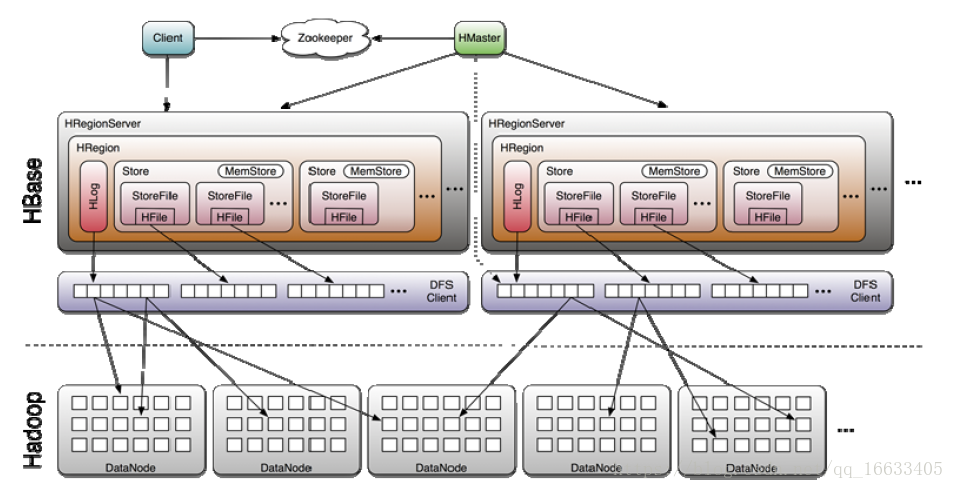 Client
Zookeeper
HMaster
HBase
HRegionServer
HRegion
HLog
Store
MemStore
StoreFile
HFile
StoreFile
HFile
...
Store
MemStore
StoreFile
HFile
...
...
HRegionServer
HRegion
HLog
Store
MemStore
StoreFile
HFile
StoreFile
HFile
...
Store
MemStore
StoreFile
HFile
...
...
...
...
DFS
Client
...
DFS
Client
Hadoop
DataNode
DataNode
DataNode
DataNode
DataNode
...
qq_16633405